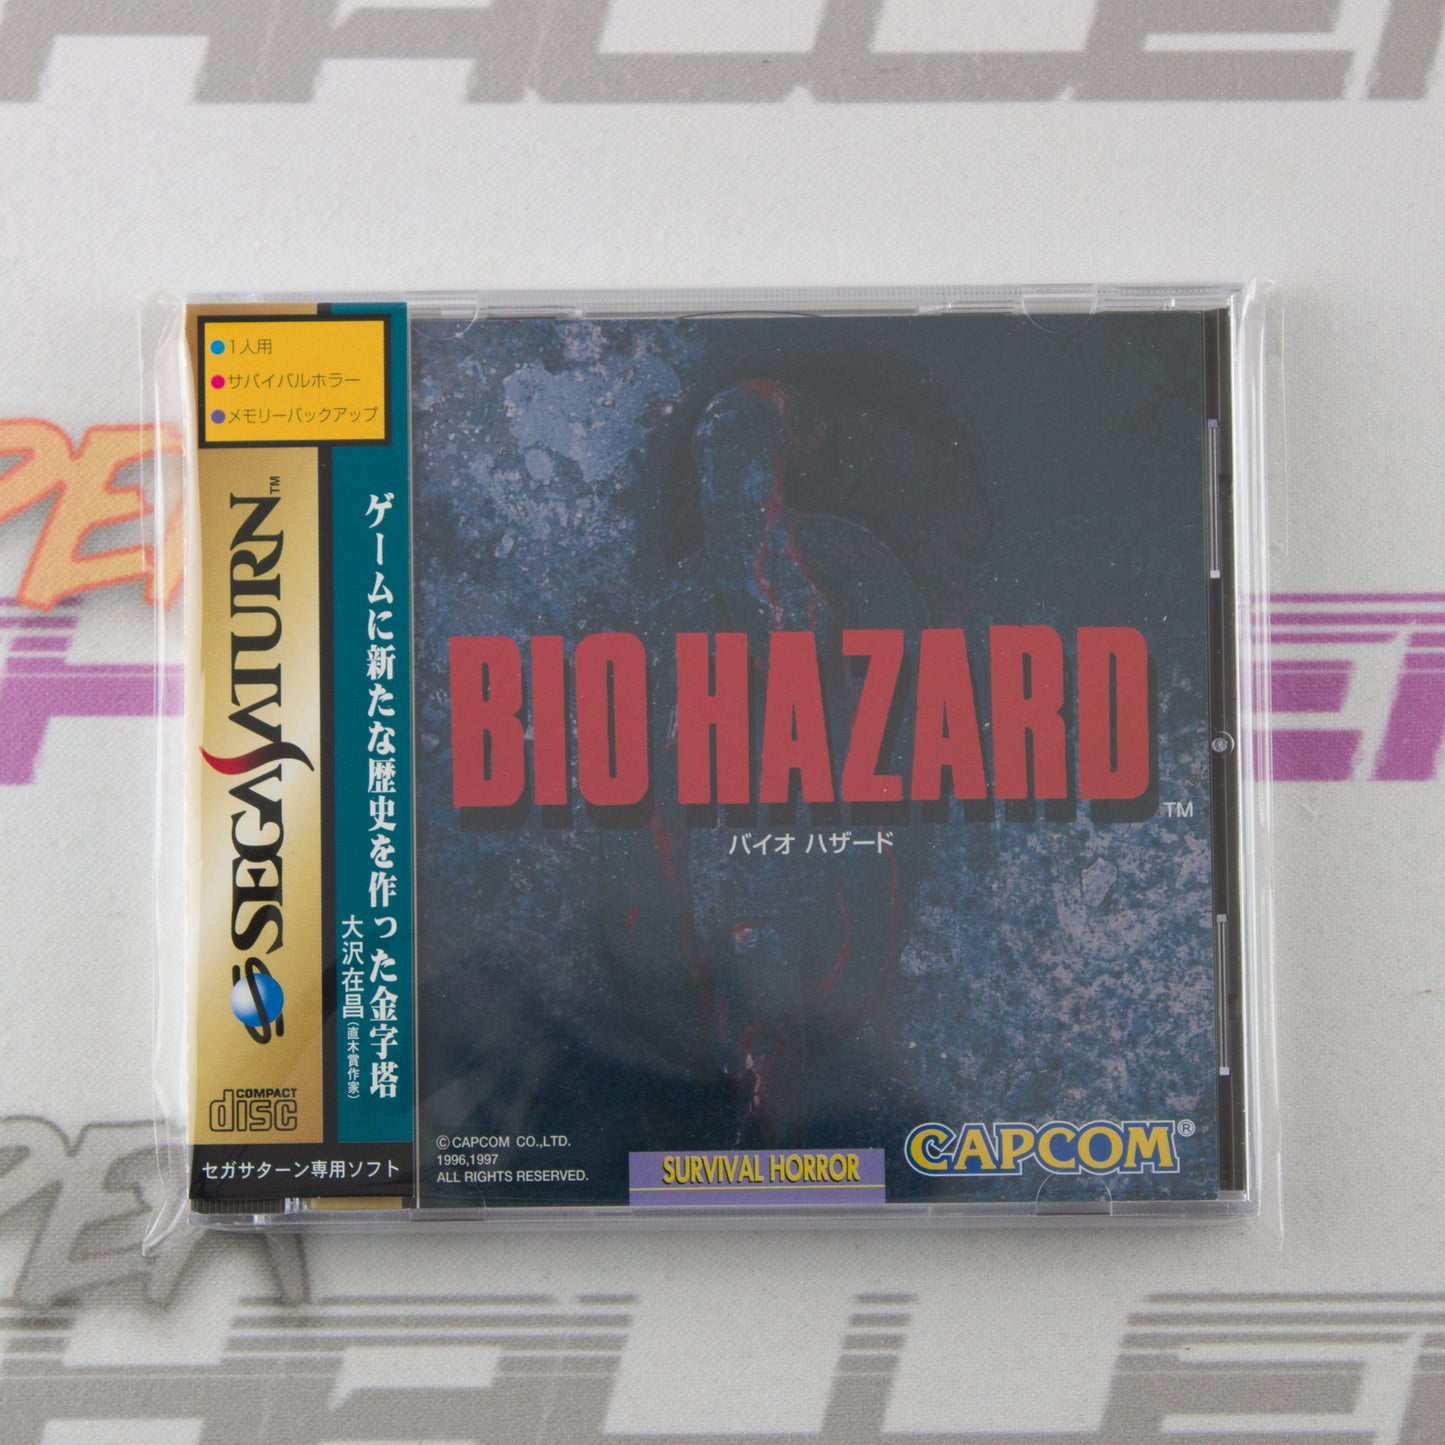 ●1人用
●サバイバルホラー
●メモリーバックアップ
SEGA SATURN™
ゲームに新たな歴史を作った金字塔
大沢在昌（直木賞作家）
COMPACT
disc
セガサターン専用ソフト
BIO HAZARD
TM
バイオ ハザード
©CAPCOM CO.,LTD.
1996,1997
ALL RIGHTS RESERVED.
SURVIVAL HORROR
CAPCOM®